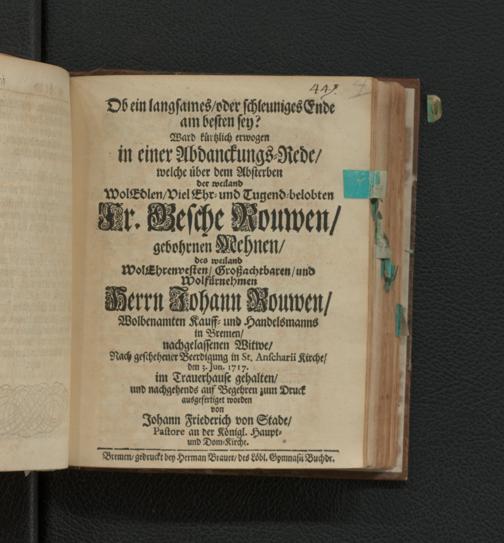 44.
4
Ob ein langsames/oder schleuniges Ende
am besten sey?
Ward kürtzlich erwogen
in einer Abdanckungs-Rede/
welche über dem Absterben
der weiland
WolEdlen/Viel Ehr- und Tugend-belobten
Fr. Gesche Rouwen/
gebohrnen Mehnen/
des weiland
WolEhrenvesten/ Großachtbaren/und
Wolfürnehmen
Herrn Johann Rouwen/
Wolbenamten Kauff- und Handelsmanns
in Bremen/
nachgelassenen Witwe/
Nach geschehener Beerdigung in St. Anscharii Kirche/
den 3. Jun. 1717.
im Trauerhause gehalten/
und nachgehends auf Begehren zum Druck
ausgefertiget worden
von
Johann Friederich von Stade/
Pastore an der Königl. Haupt-
und Dom-Kirche.
Bremen/ gedruckt bey Herman Brauer/ des Löbl. Gymnasii Buchdr.